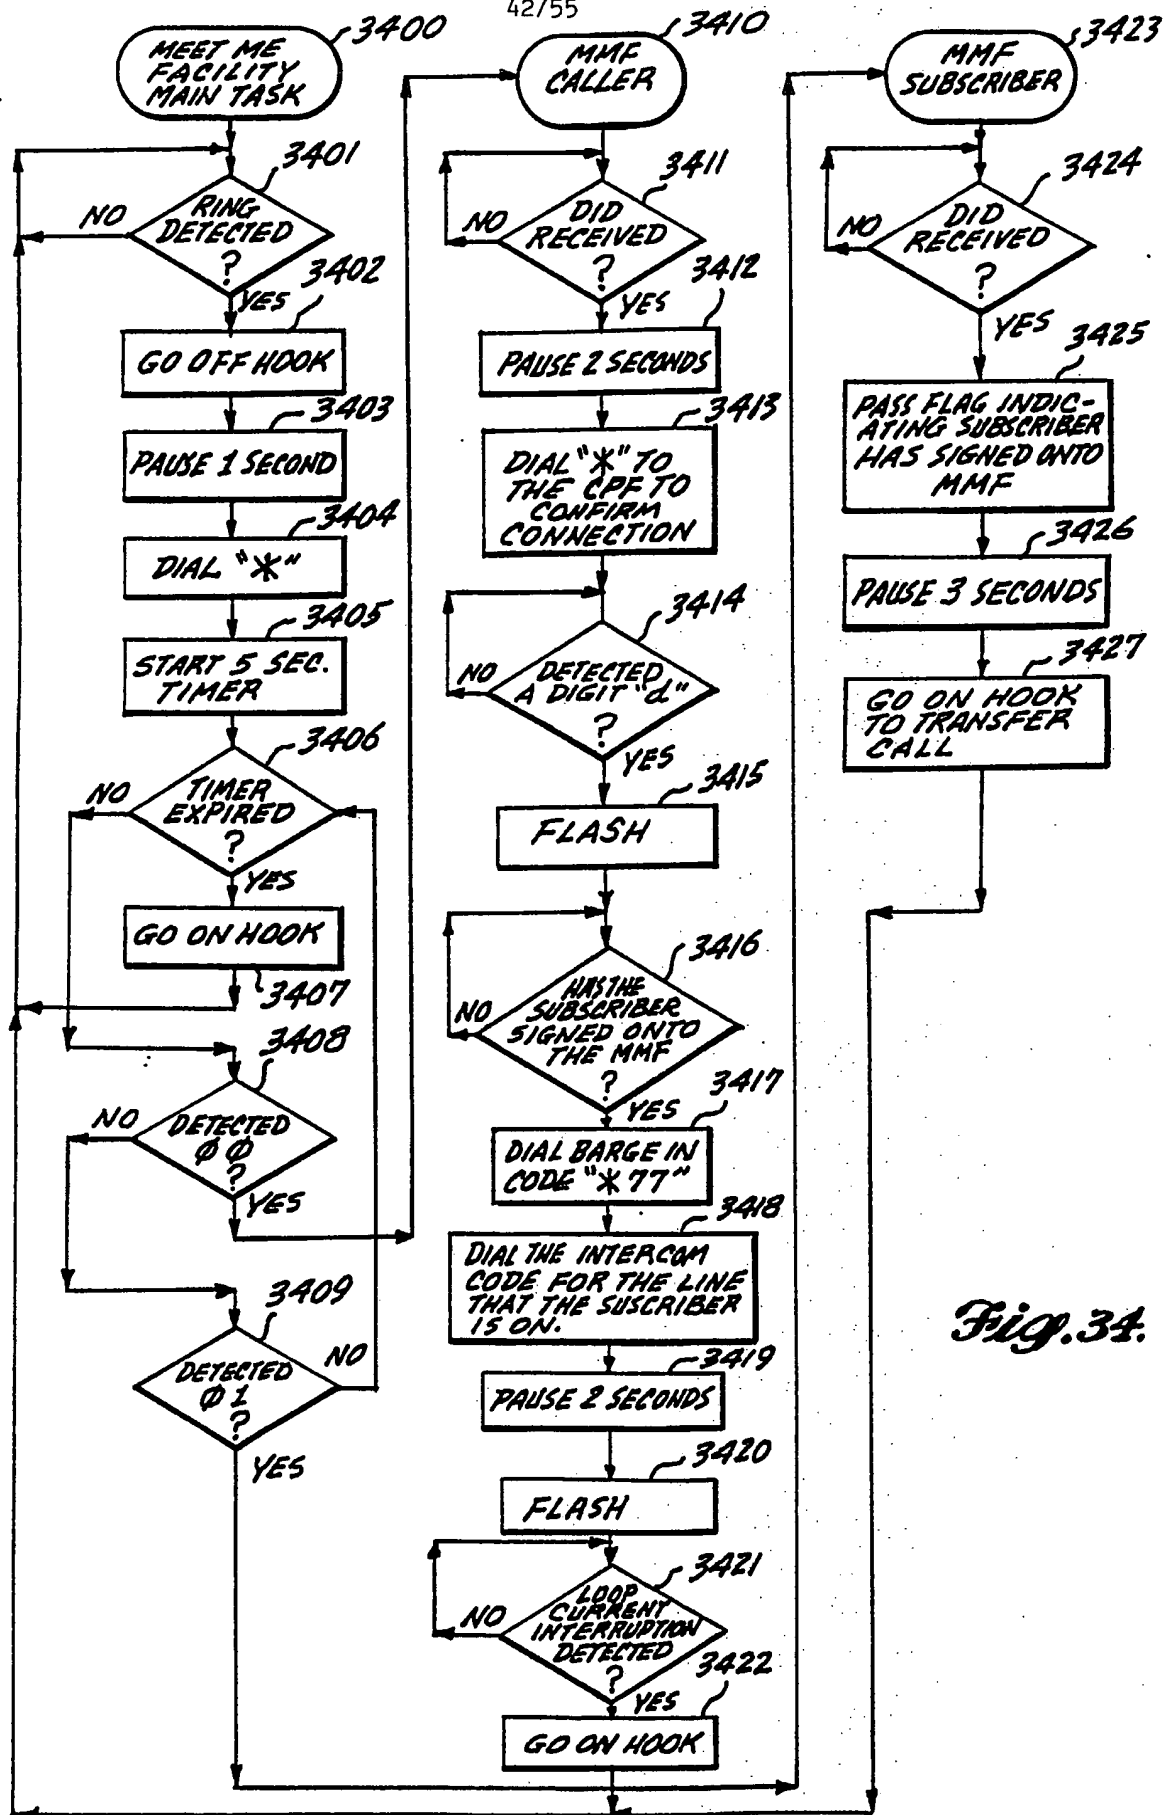 42/55
3400
MEET ME
FACILITY
MAIN TASK
3401
RING
DETECTED
?
NO
YES
3402
GO OFF HOOK
3403
PAUSE 1 SECOND
3404
DIAL "*"
3405
START 5 SEC.
TIMER
3406
TIMER
EXPIRED
?
NO
YES
GO ON HOOK
3407
3408
DETECTED
ØØ
?
NO
YES
3409
DETECTED
Ø1
?
NO
YES
3410
MMF
CALLER
3411
DID
RECEIVED
?
NO
YES
3412
PAUSE 2 SECONDS
3413
DIAL "*" TO
THE CPF TO
CONFIRM
CONNECTION
3414
DETECTED
A DIGIT "d"
?
NO
YES
3415
FLASH
3416
HAS THE
SUBSCRIBER
SIGNED ONTO
THE MMF
?
NO
YES
3417
DIAL BARGE IN
CODE "*77"
3418
DIAL THE INTERCOM
CODE FOR THE LINE
THAT THE SUSCRIBER
IS ON.
3419
PAUSE 2 SECONDS
3420
FLASH
3421
LOOP
CURRENT
INTERRUPTION
DETECTED
?
NO
YES
3422
GO ON HOOK
3423
MMF
SUBSCRIBER
3424
DID
RECEIVED
?
NO
YES
3425
PASS FLAG INDIC-
ATING SUBSCRIBER
HAS SIGNED ONTO
MMF
3426
PAUSE 3 SECONDS
3427
GO ON HOOK
TO TRANSFER
CALL
Fig. 34.